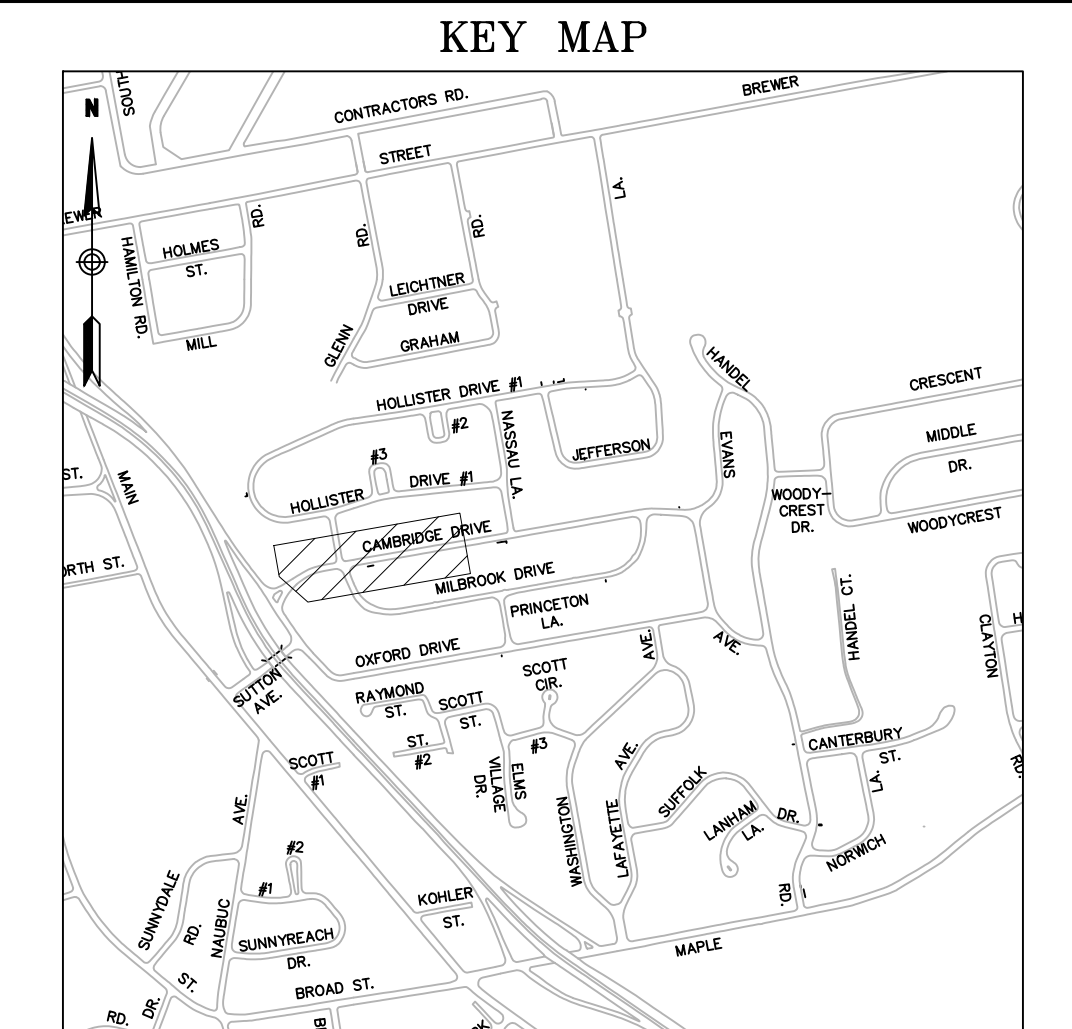 KEY MAP
SOUTH
N
CONTRACTORS RD.
BREWER
STREET
LA.
EWER
RD.
RD.
RD.
HAMILTON RD.
HOLMES
ST.
LEICHTNER
DRIVE
GRAHAM
GLENN
MILL
HANDEL
CRESCENT
HOLLISTER DRIVE #1
#2
NASSAU LA.
JEFFERSON
EVANS
MIDDLE
DR.
#3
DRIVE #1
HOLLISTER
ST.
MAIN
WOODY-
CREST
DR.
WOODYCREST
CAMBRIDGE DRIVE
ORTH ST.
MILBROOK DRIVE
PRINCETON
LA.
HANDEL CT.
CLAYTON
H
OXFORD DRIVE
AVE.
AVE.
SCOTT
CIR.
SUTTON
AVE.
RAYMOND
ST.
SCOTT
ST.
ST.
#2
#3
CANTERBURY
ST.
SCOTT
#1
VILLAGE
DR.
ELMS
AVE.
SUFFOLK
LA.
RD.
AVE.
LANHAM
LA.
DR.
WASHINGTON
LAFAYETTE
NORWICH
#2
#1
SUNNYDALE
RD.
NAUBUC
KOHLER
ST.
RD.
SUNNYREACH
DR.
MAPLE
ST.
BROAD ST.
RD.
DR.